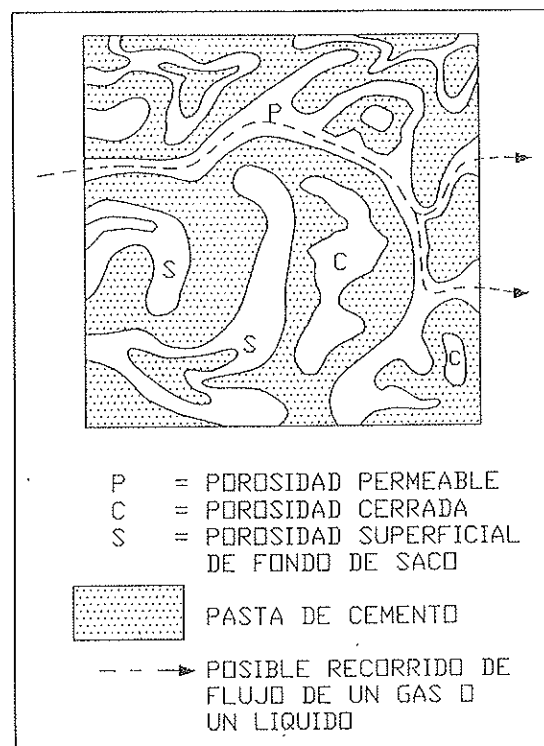 P
C
S
S
C
P = POROSIDAD PERMEABLE
C = POROSIDAD CERRADA
S = POROSIDAD SUPERFICIAL
DE FONDO DE SACO
PASTA DE CEMENTO
POSIBLE RECORRIDO DE
FLUJO DE UN GAS O
UN LIQUIDO